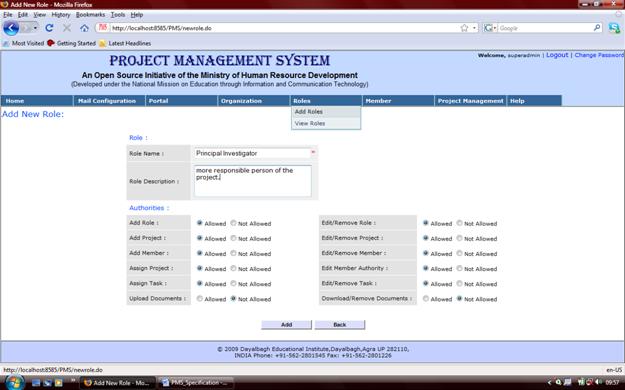 Add New Role - Mozilla Firefox
File Edit View History Bookmarks Tools Help
http://localhost:8585/PMS/newrole.do
Google
Most Visited Getting Started Latest Headlines
PROJECT MANAGEMENT SYSTEM
Welcome, superadmin | Logout | Change Password
An Open Source Initiative of the Ministry of Human Resource Development
(Developed under the National Mission on Education through Information and Communication Technology)
Home Mail Configuration Portal Organization Roles Member Project Management Help
Add Roles
View Roles
Add New Role:
Role :
Role Name : Principal Investigator *
Role Description : more responsible person of the
project.
Authorities :
Add Role : Allowed Not Allowed Edit/Remove Role : Allowed Not Allowed
Add Project : Allowed Not Allowed Edit/Remove Project : Allowed Not Allowed
Add Member : Allowed Not Allowed Edit/Remove Member : Allowed Not Allowed
Assign Project : Allowed Not Allowed Edit Member Authority : Allowed Not Allowed
Assign Task : Allowed Not Allowed Edit/Remove Task : Allowed Not Allowed
Upload Documents : Allowed Not Allowed Download/Remove Documents : Allowed Not Allowed
Add Back
© 2009 Dayalbagh Educational Institute,Dayalbagh,Agra UP 282110,
INDIA Phone: +91-562-2801545 Fax: +91-562-2801226
http://localhost:8585/PMS/newrole.do en-US
Add New Role - Mo... PMS_Specification -... 09:57